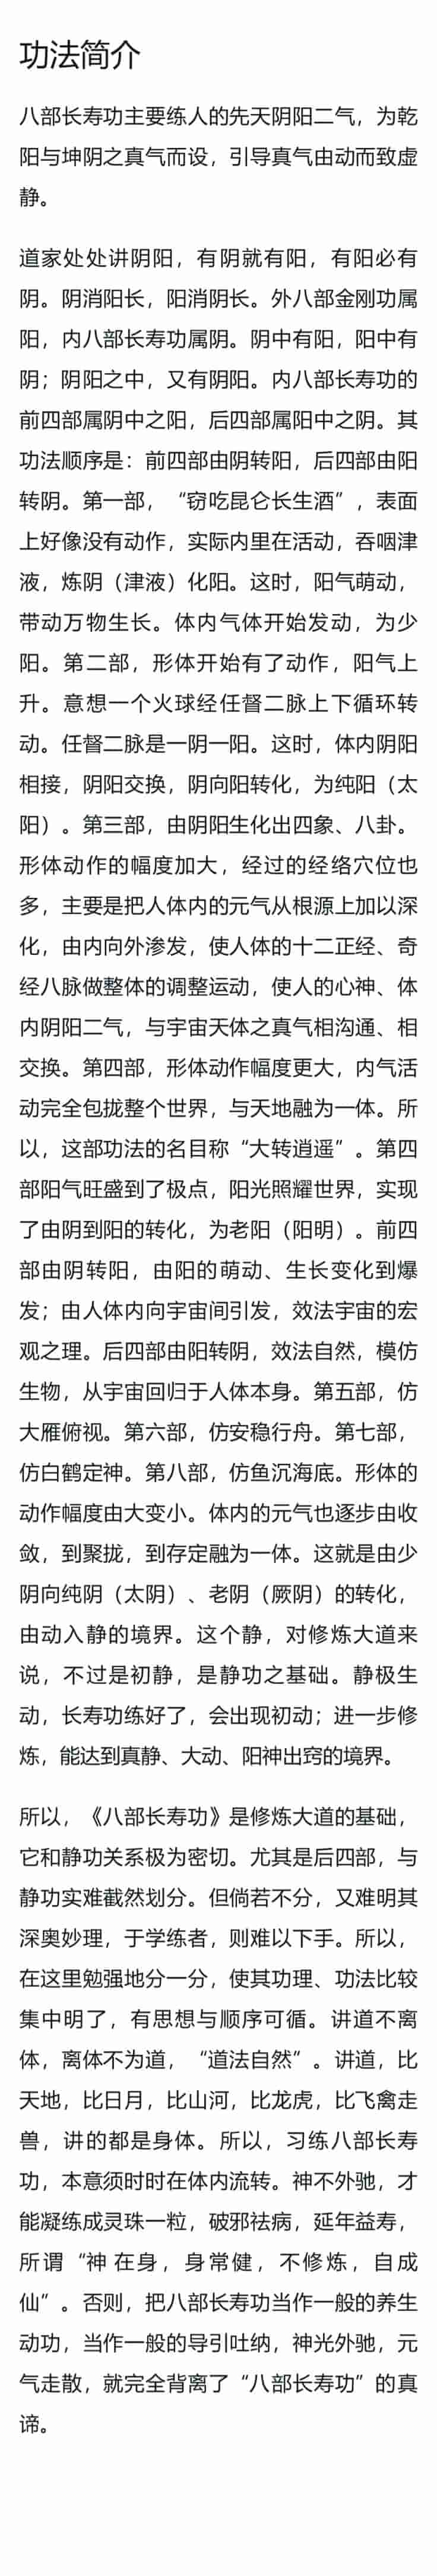 功法简介
八部长寿功主要练人的先天阴阳二气，为乾
阳与坤阴之真气而设，引导真气由动而致虚
静。
道家处处讲阴阳，有阴就有阳，有阳必有
阴。阴消阳长，阳消阴长。外八部金刚功属
阳，内八部长寿功属阴。阴中有阳，阳中有
阴；阴阳之中，又有阴阳。内八部长寿功的
前四部属阴中之阳，后四部属阳中之阴。其
功法顺序是：前四部由阴转阳，后四部由阳
转阴。第一部，“窃吃昆仑长生酒”，表面
上好像没有动作，实际内里在活动，吞咽津
液，炼阴（津液）化阳。这时，阳气萌动，
带动万物生长。体内气体开始发动，为少
阳。第二部，形体开始有了动作，阳气上
升。意想一个火球经任督二脉上下循环转
动。任督二脉是一阴一阳。这时，体内阴阳
相接，阴阳交换，阴向阳转化，为纯阳（太
阳）。第三部，由阴阳生化出四象、八卦。
形体动作的幅度加大，经过的经络穴位也
多，主要是把人体内的元气从根源上加以深
化，由内向外渗发，使人体的十二正经、奇
经八脉做整体的调整运动，使人的心神、体
内阴阳二气，与宇宙天体之真气相沟通、相
交换。第四部，形体动作幅度更大，内气活
动完全包拢整个世界，与天地融为一体。所
以，这部功法的名目称“大转逍遥”。第四
部阳气旺盛到了极点，阳光照耀世界，实现
了由阴到阳的转化，为老阳（阳明）。前四
部由阴转阳，由阳的萌动、生长变化到爆
发；由人体内向宇宙间引发，效法宇宙的宏
观之理。后四部由阳转阴，效法自然，模仿
生物，从宇宙回归于人体本身。第五部，仿
大雁俯视。第六部，仿安稳行舟。第七部，
仿白鹤定神。第八部，仿鱼沉海底。形体的
动作幅度由大变小。体内的元气也逐步由收
敛，到聚拢，到存定融为一体。这就是由少
阴向纯阴（太阴）、老阴（厥阴）的转化，
由动入静的境界。这个静，对修炼大道来
说，不过是初静，是静功之基础。静极生
动，长寿功练好了，会出现初动；进一步修
炼，能达到真静、大动、阳神出窍的境界。
所以，《八部长寿功》是修炼大道的基础，
它和静功关系极为密切。尤其是后四部，与
静功实难截然划分。但倘若不分，又难明其
深奥妙理，于学练者，则难以下手。所以，
在这里勉强地分一分，使其功理、功法比较
集中明了，有思想与顺序可循。讲道不离
体，离体不为道，“道法自然”。讲道，比
天地，比日月，比山河，比龙虎，比飞禽走
兽，讲的都是身体。所以，习练八部长寿
功，本意须时时在体内流转。神不外驰，才
能凝练成灵珠一粒，破邪祛病，延年益寿，
所谓“神 在身，身常健，不修炼，自成
仙”。否则，把八部长寿功当作一般的养生
动功，当作一般的导引吐纳，神光外驰，元
气走散，就完全背离了“八部长寿功”的真
谛。